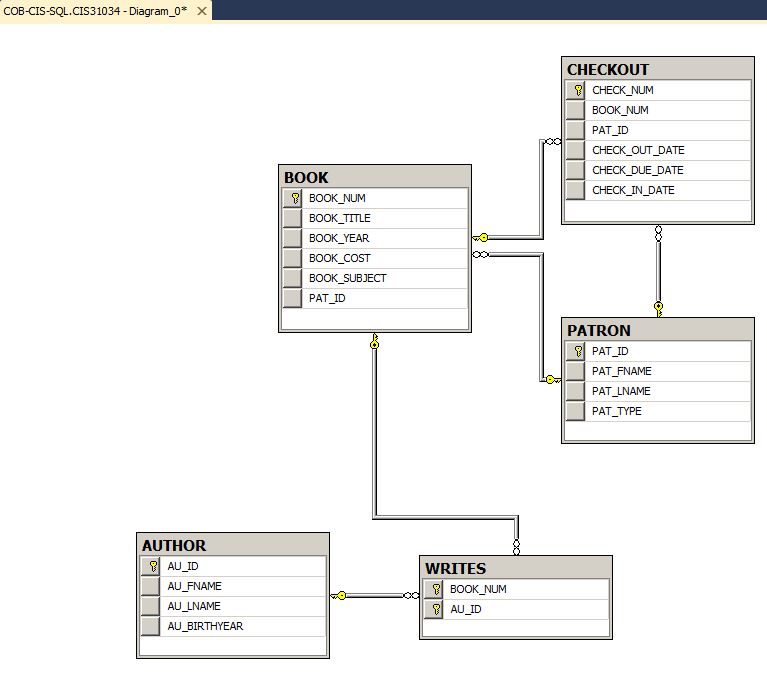 COB-CIS-SQL.CIS31034 - Diagram_0*
CHECKOUT
CHECK_NUM
BOOK_NUM
PAT_ID
CHECK_OUT_DATE
CHECK_DUE_DATE
CHECK_IN_DATE
BOOK
BOOK_NUM
BOOK_TITLE
BOOK_YEAR
BOOK_COST
BOOK_SUBJECT
PAT_ID
PATRON
PAT_ID
PAT_FNAME
PAT_LNAME
PAT_TYPE
AUTHOR
AU_ID
AU_FNAME
AU_LNAME
AU_BIRTHYEAR
WRITES
BOOK_NUM
AU_ID